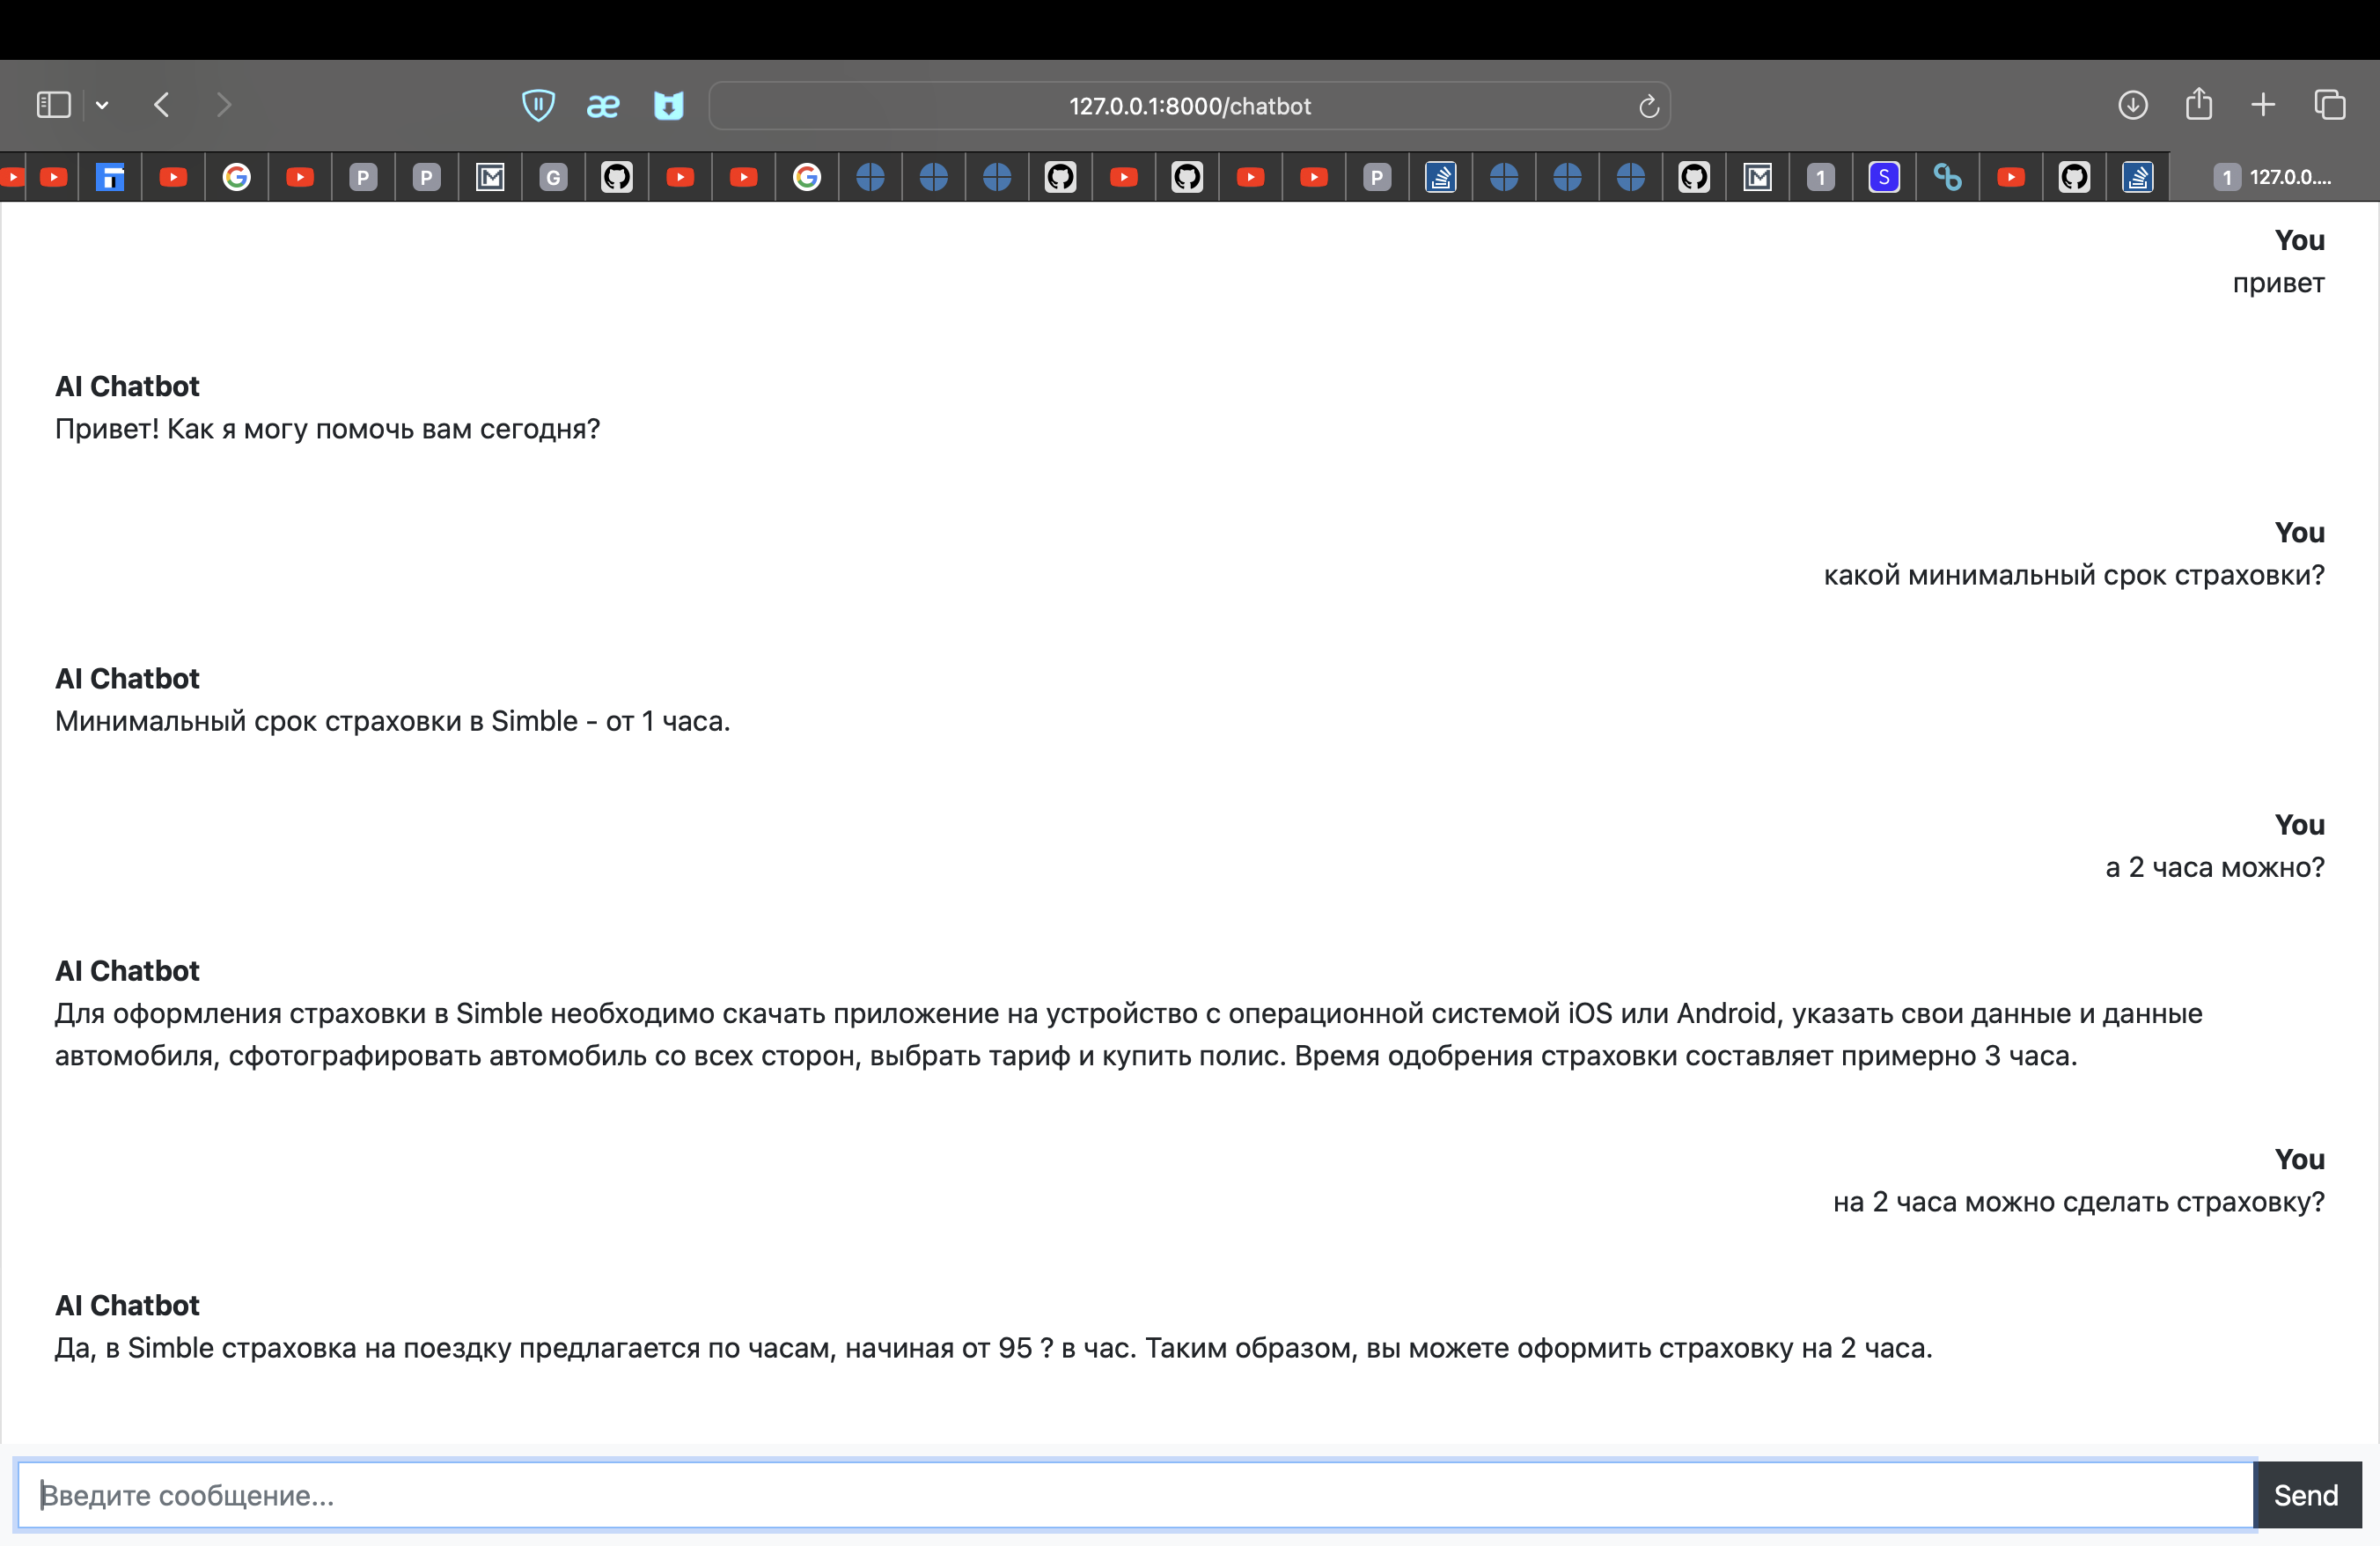 127.0.0.1:8000/chatbot
P
P
G
P
1
S
1 127.0.0....
You
привет
AI Chatbot
Привет! Как я могу помочь вам сегодня?
You
какой минимальный срок страховки?
AI Chatbot
Минимальный срок страховки в Simble - от 1 часа.
You
а 2 часа можно?
AI Chatbot
Для оформления страховки в Simble необходимо скачать приложение на устройство с операционной системой iOS или Android, указать свои данные и данные
автомобиля, сфотографировать автомобиль со всех сторон, выбрать тариф и купить полис. Время одобрения страховки составляет примерно 3 часа.
You
на 2 часа можно сделать страховку?
AI Chatbot
Да, в Simble страховка на поездку предлагается по часам, начиная от 95 ? в час. Таким образом, вы можете оформить страховку на 2 часа.
Введите сообщение...
Send